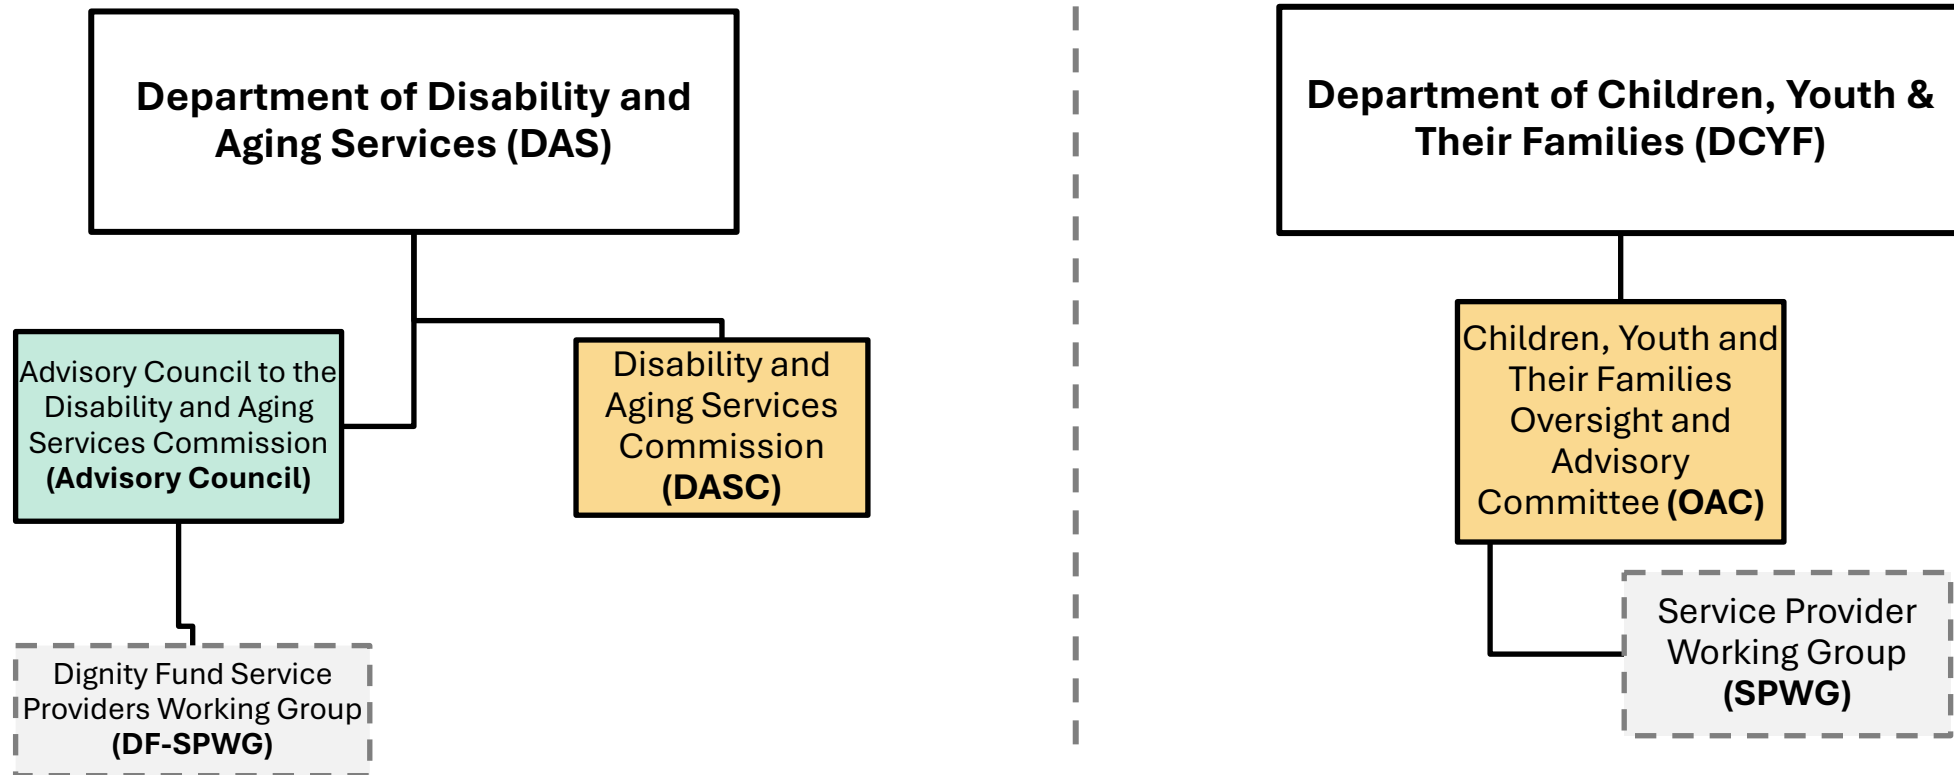 Department of Disability and
Aging Services (DAS)
Department of Children, Youth &
Their Families (DCYF)
Advisory Council to the
Disability and Aging
Services Commission
(Advisory Council)
Disability and
Aging Services
Commission
(DASC)
Children, Youth and
Their Families
Oversight and
Advisory
Committee (OAC)
Dignity Fund Service
Providers Working Group
(DF-SPWG)
Service Provider
Working Group
(SPWG)